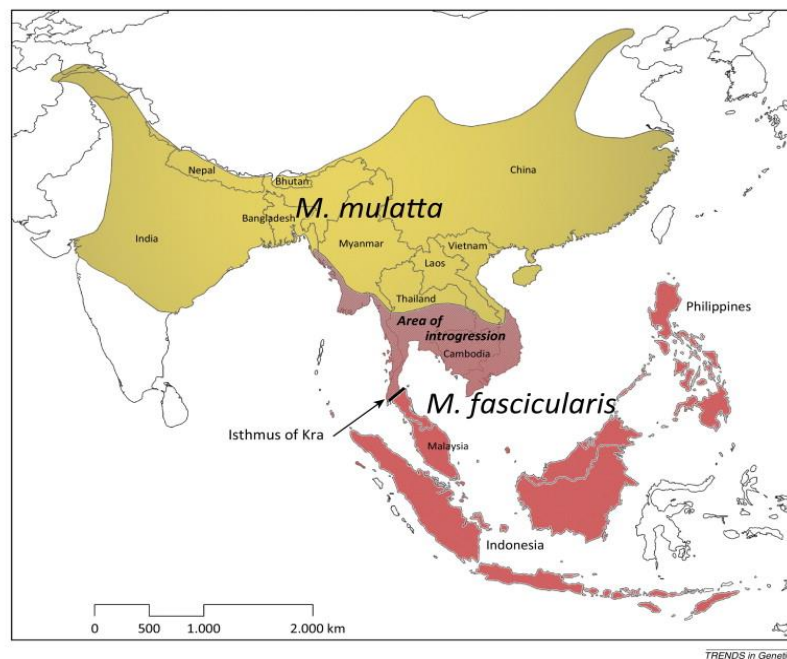 China
Nepal
Bhutan
M. mulatta
Bangladesh
India
Myanmar
Vietnam
Laos
Thailand
Philippines
Area of
introgression
Cambodia
M. fascicularis
Isthmus of Kra
Malaysia
Indonesia
0 500 1.000 2.000 km
TRENDS in Geneti